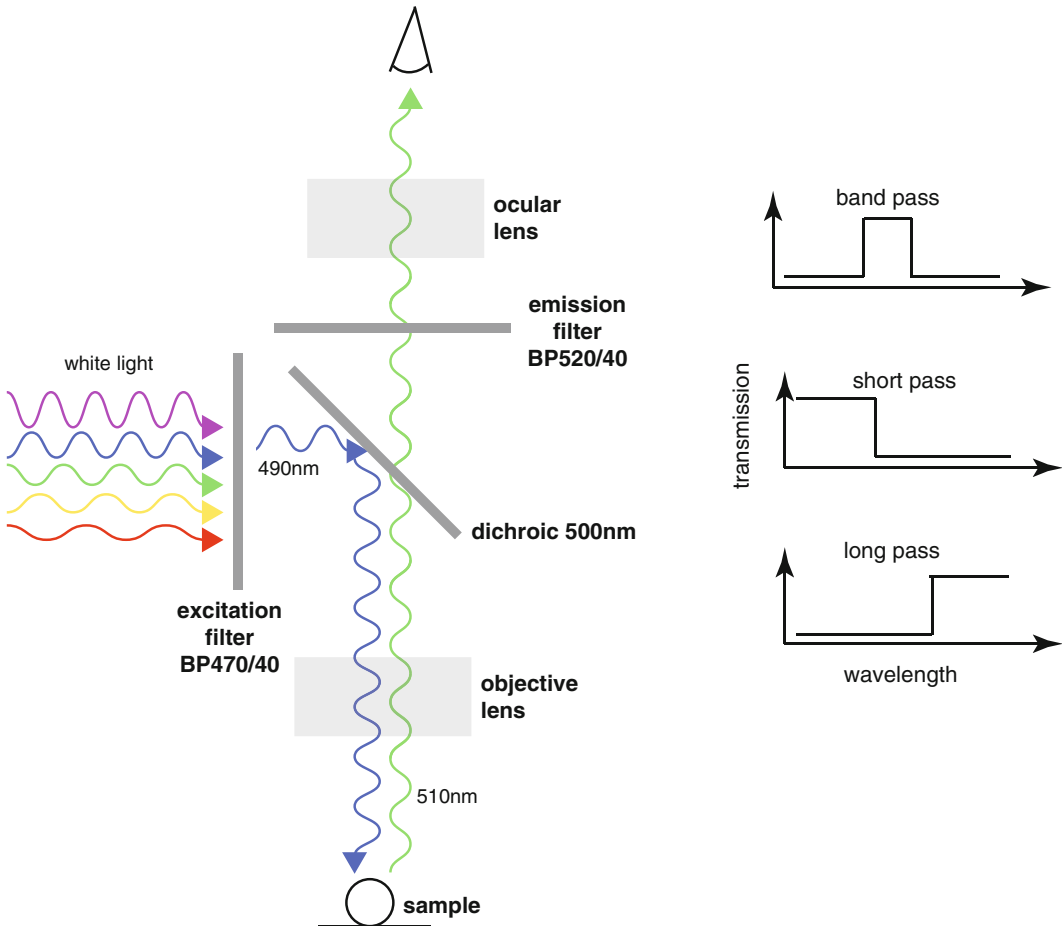 ocular
lens
emission
filter
BP520/40
white light
490nm
dichroic 500nm
excitation
filter
BP470/40
objective
lens
510nm
sample
band pass
short pass
transmission
long pass
wavelength